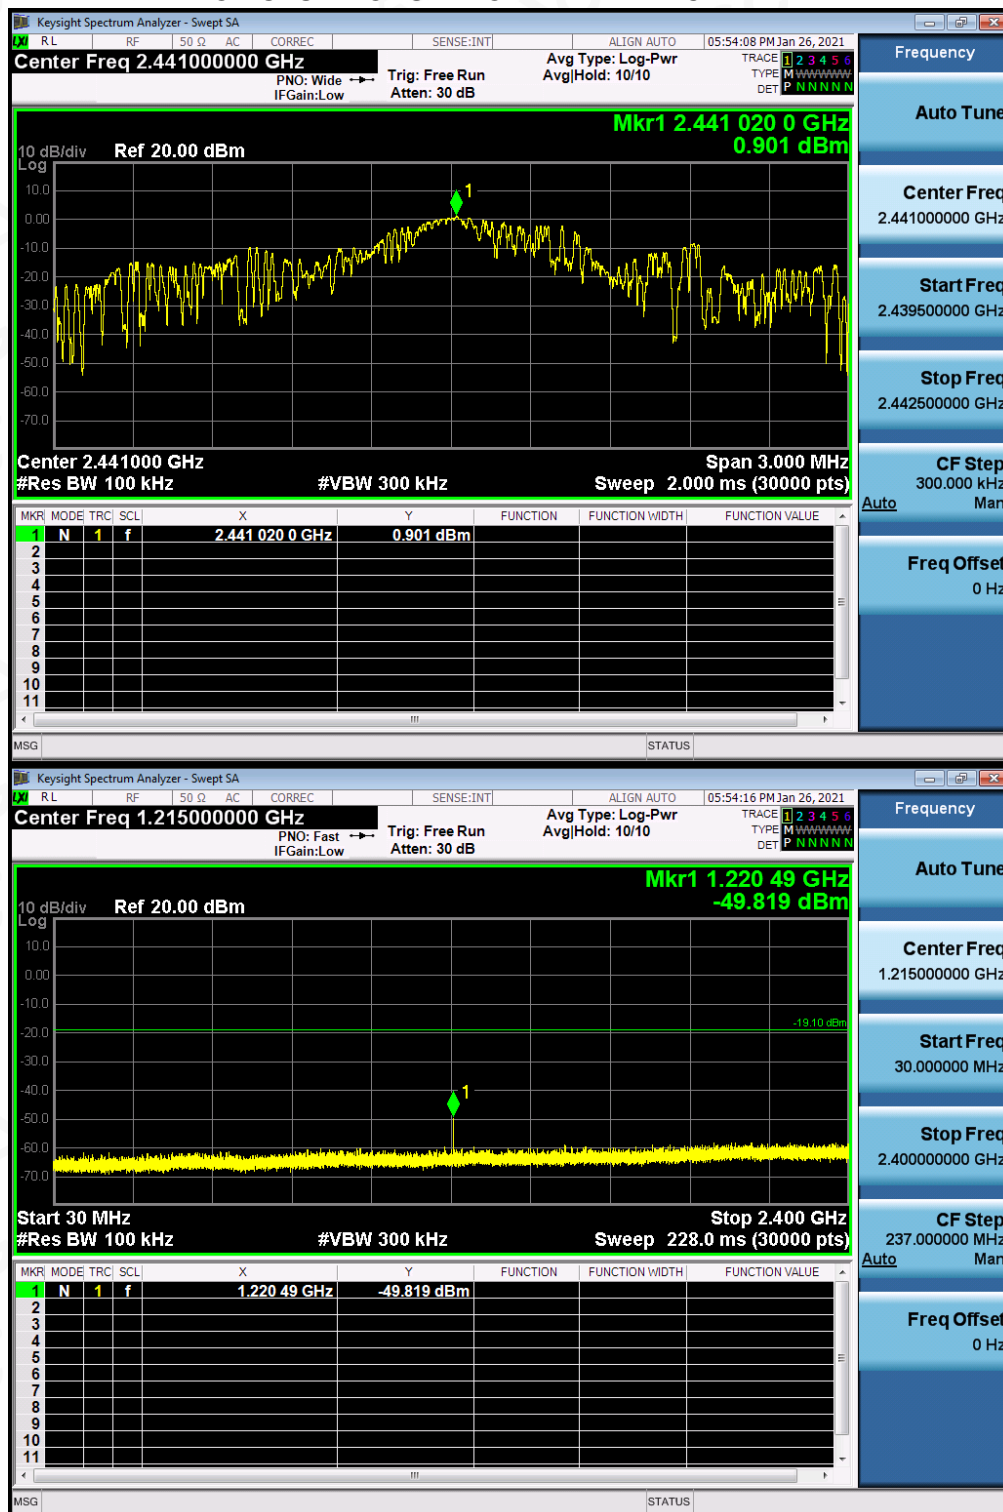 Keysight Spectrum Analyzer - Swept SA
LXI RL RF 50 Ω AC CORREC SENSE:INT ALIGN AUTO 05:54:08 PM Jan 26, 2021
Center Freq 2.441000000 GHz
PNO: Wide Trig: Free Run
IFGain:Low Atten: 30 dB
Avg Type: Log-Pwr
Avg|Hold: 10/10
TRACE 1 2 3 4 5 6
TYPE M WWWWW
DET P N N N N N
Frequency
Auto Tune
Mkr1 2.441 020 0 GHz
0.901 dBm
10 dB/div Ref 20.00 dBm
Log
10.0
0.00
-10.0
-20.0
-30.0
-40.0
-50.0
-60.0
-70.0
1
Center Freq
2.441000000 GHz
Start Freq
2.439500000 GHz
Stop Freq
2.442500000 GHz
Center 2.441000 GHz Span 3.000 MHz
#Res BW 100 kHz #VBW 300 kHz Sweep 2.000 ms (30000 pts)
CF Step
300.000 kHz
Auto Man
MKR MODE TRC SCL X Y FUNCTION FUNCTION WIDTH FUNCTION VALUE
1 N 1 f 2.441 020 0 GHz 0.901 dBm
2
3
4
5
6
7
8
9
10
11
Freq Offset
0 Hz
MSG STATUS
Keysight Spectrum Analyzer - Swept SA
LXI RL RF 50 Ω AC CORREC SENSE:INT ALIGN AUTO 05:54:16 PM Jan 26, 2021
Center Freq 1.215000000 GHz
PNO: Fast Trig: Free Run
IFGain:Low Atten: 30 dB
Avg Type: Log-Pwr
Avg|Hold: 10/10
TRACE 1 2 3 4 5 6
TYPE M WWWWW
DET P N N N N N
Frequency
Auto Tune
Mkr1 1.220 49 GHz
-49.819 dBm
10 dB/div Ref 20.00 dBm
Log
10.0
0.00
-10.0
-20.0
-30.0
-40.0
-50.0
-60.0
-70.0
-19.10 dBm
1
Center Freq
1.215000000 GHz
Start Freq
30.000000 MHz
Stop Freq
2.400000000 GHz
Start 30 MHz Stop 2.400 GHz
#Res BW 100 kHz #VBW 300 kHz Sweep 228.0 ms (30000 pts)
CF Step
237.000000 MHz
Auto Man
MKR MODE TRC SCL X Y FUNCTION FUNCTION WIDTH FUNCTION VALUE
1 N 1 f 1.220 49 GHz -49.819 dBm
2
3
4
5
6
7
8
9
10
11
Freq Offset
0 Hz
MSG STATUS